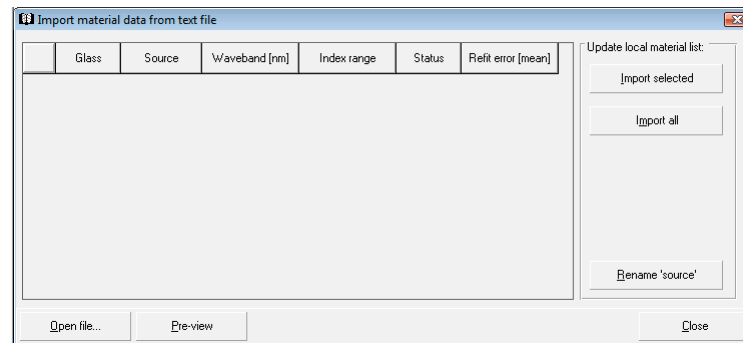 Import material data from text file
Glass Source Waveband [nm] Index range Status Refit error [mean]
Update local material list:
Import selected
Import all
Rename 'source'
Open file... Pre-view Close